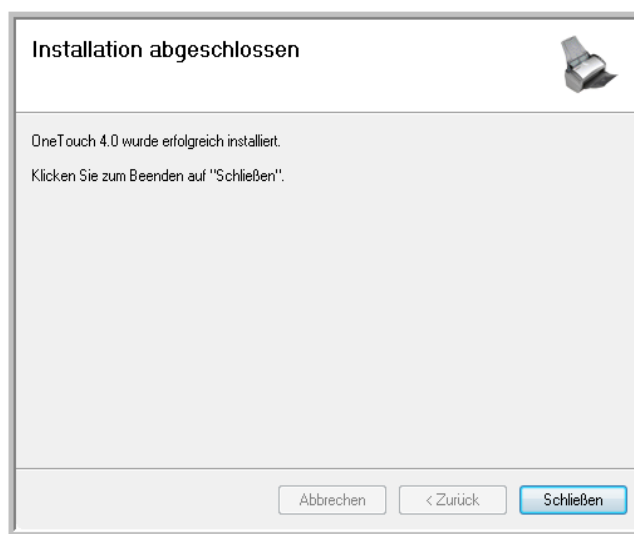 Installation abgeschlossen
OneTouch 4.0 wurde erfolgreich installiert.
Klicken Sie zum Beenden auf "Schließen".
Abbrechen
< Zurück
Schließen